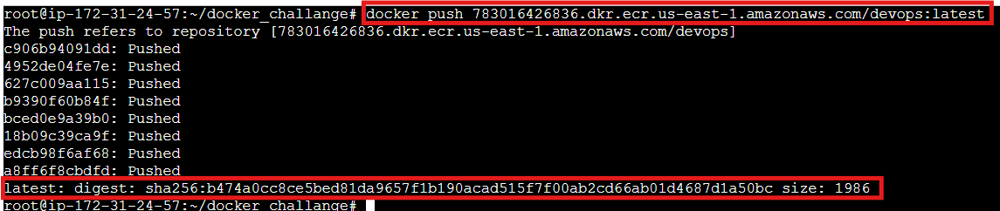 root@ip-172-31-24-57:~/docker_challange# docker push 783016426836.dkr.ecr.us-east-1.amazonaws.com/devops:latest
The push refers to repository [783016426836.dkr.ecr.us-east-1.amazonaws.com/devops]
c906b94091dd: Pushed
4952de04fe7e: Pushed
627c009aa115: Pushed
b9390f60b84f: Pushed
bced0e9a39b0: Pushed
18b09c39ca9f: Pushed
edcb98f6af68: Pushed
a8ff6f8cbdfd: Pushed
latest: digest: sha256:b474a0cc8ce5bed81da9657f1b190acad515f7f00ab2cd66ab01d4687d1a50bc size: 1986
root@ip-172-31-24-57:~/docker_challange#